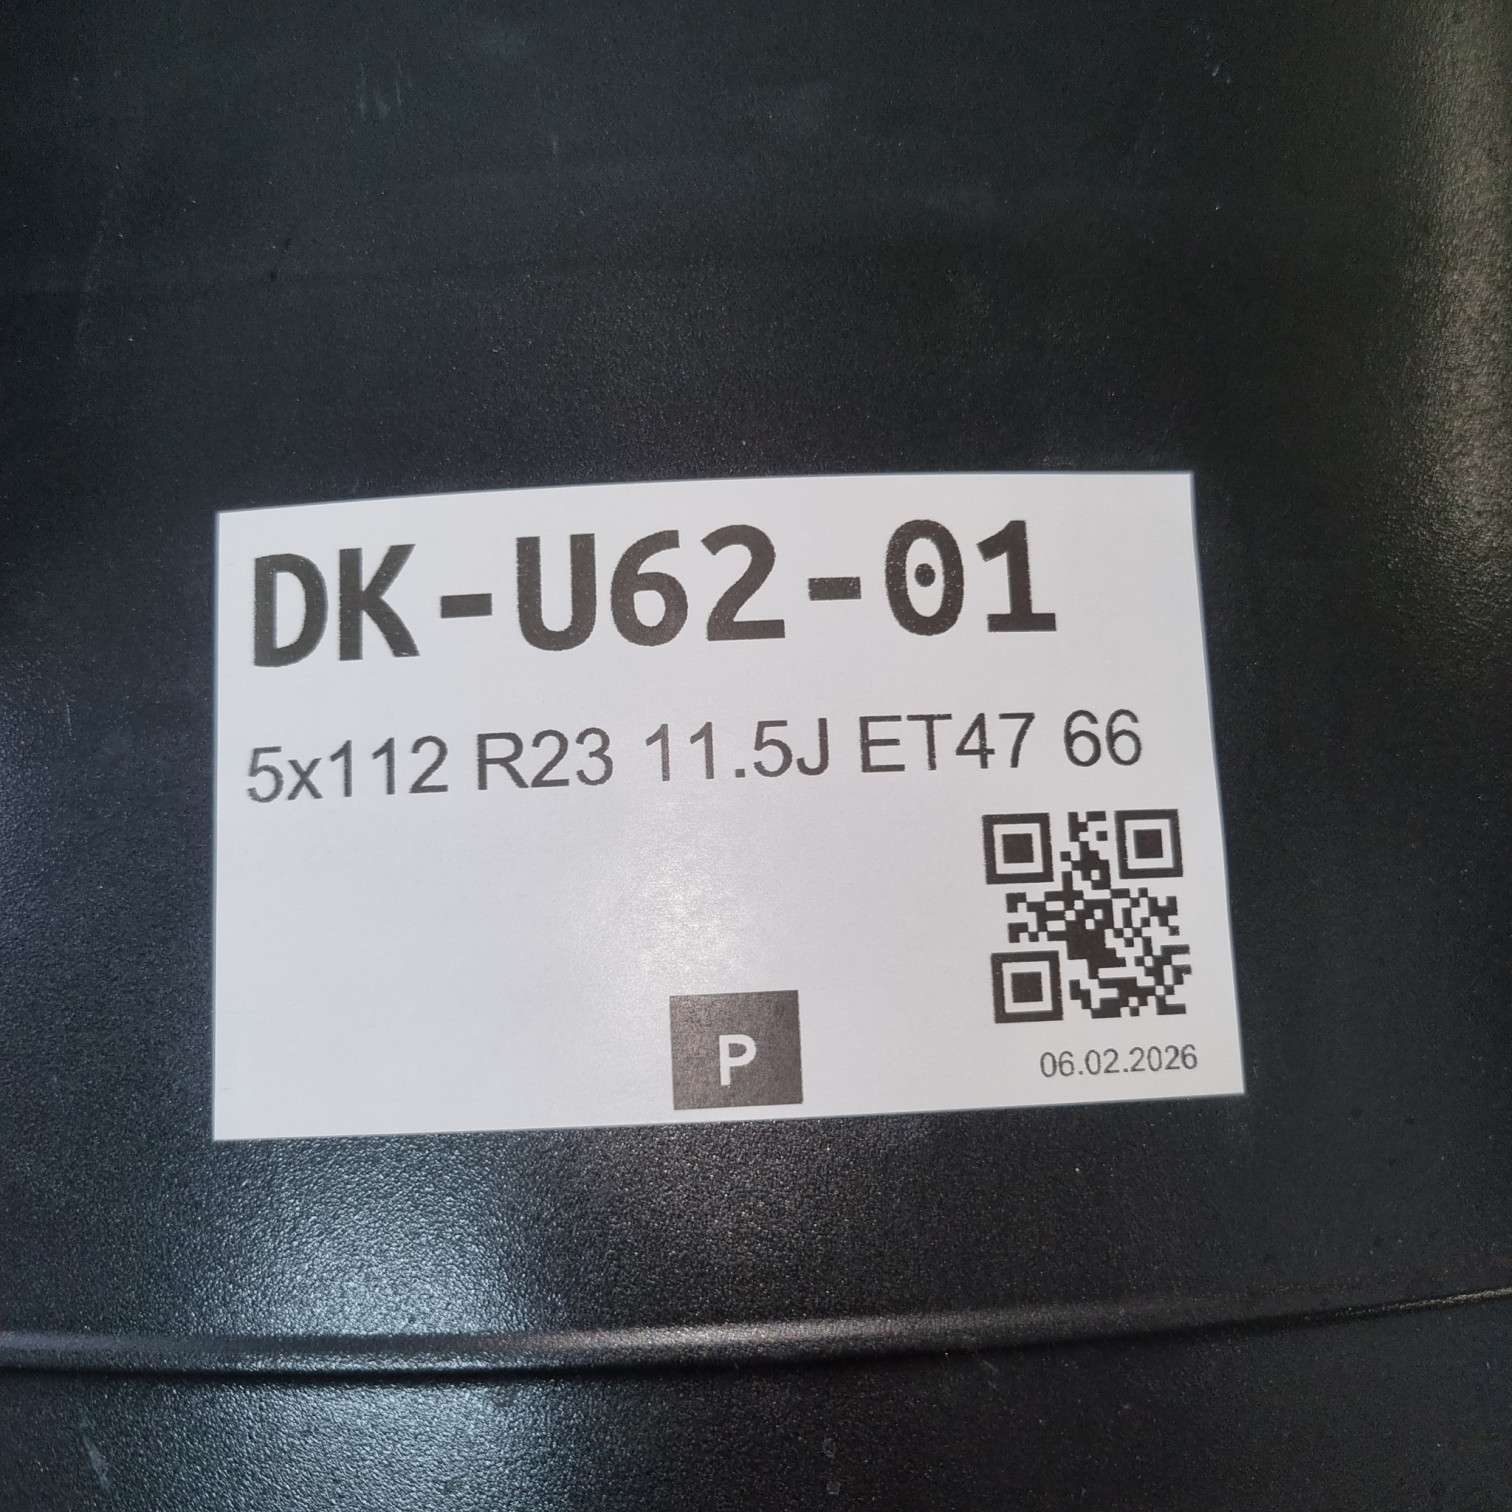 DK-U62-01
5x112 R23 11.5J ET47 66
P
06.02.2026